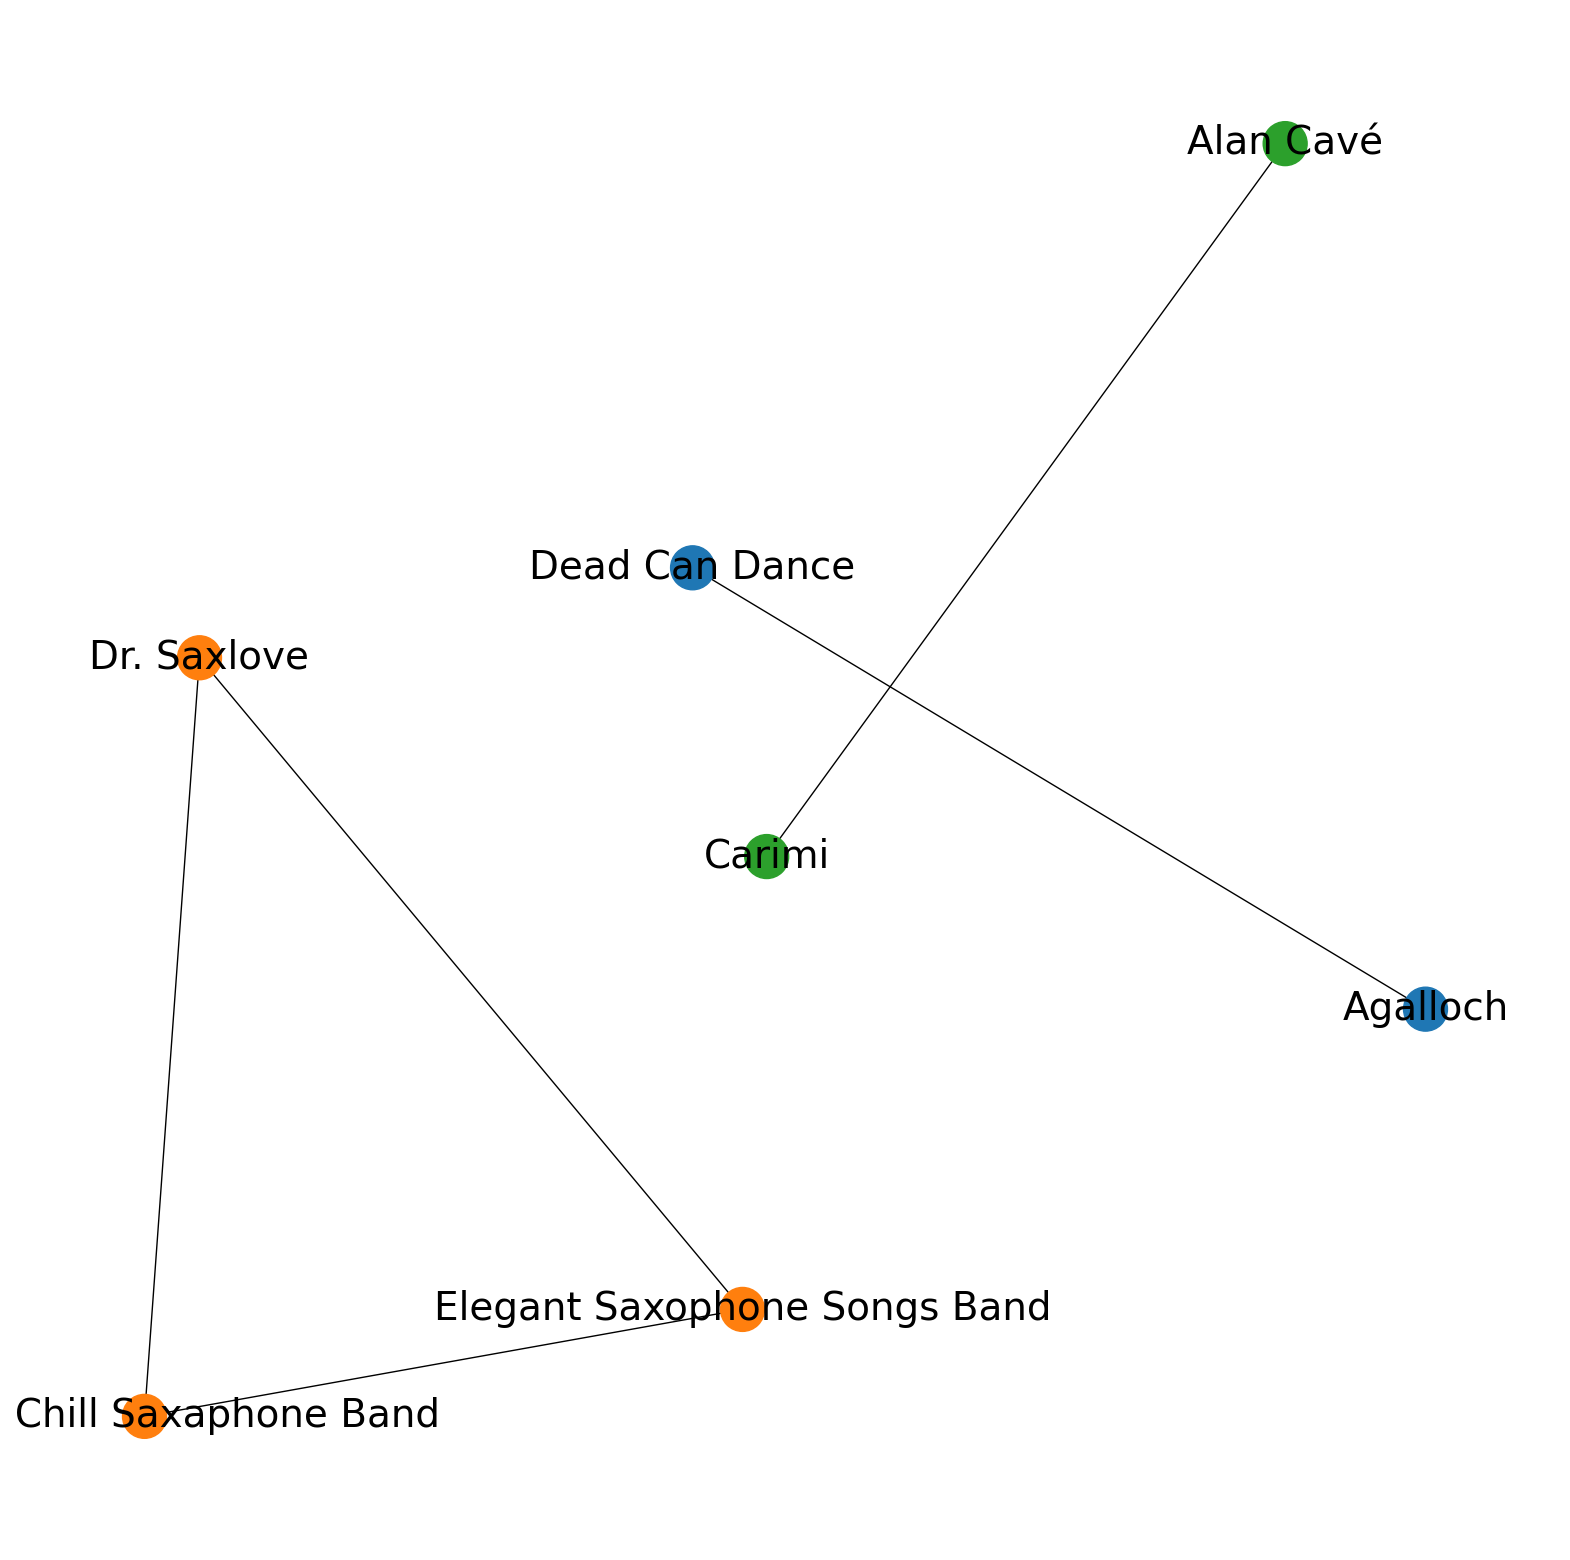 Alan Cavé
Dead Can Dance
Dr. Saxlove
Carimi
Agalloch
Elegant Saxophone Songs Band
Chill Saxaphone Band